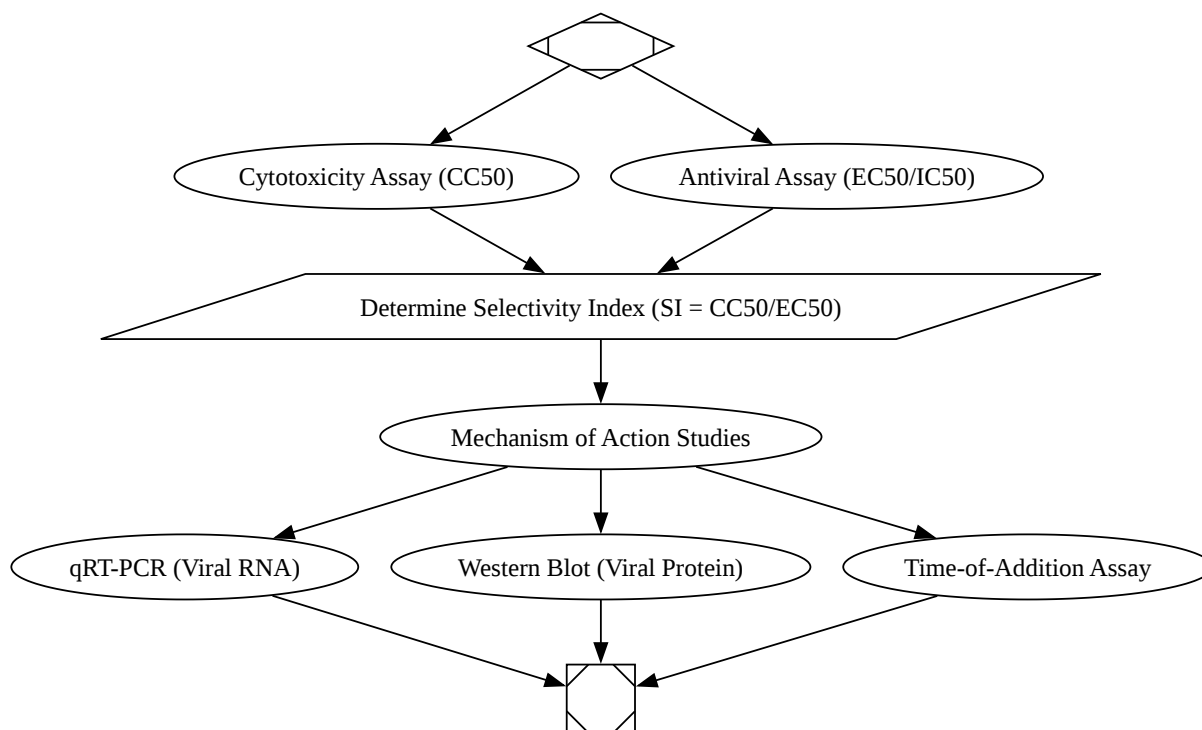 Cytotoxicity Assay (CC50)
Antiviral Assay (EC50/IC50)
Determine Selectivity Index (SI = CC50/EC50)
Mechanism of Action Studies
qRT-PCR (Viral RNA)
Western Blot (Viral Protein)
Time-of-Addition Assay